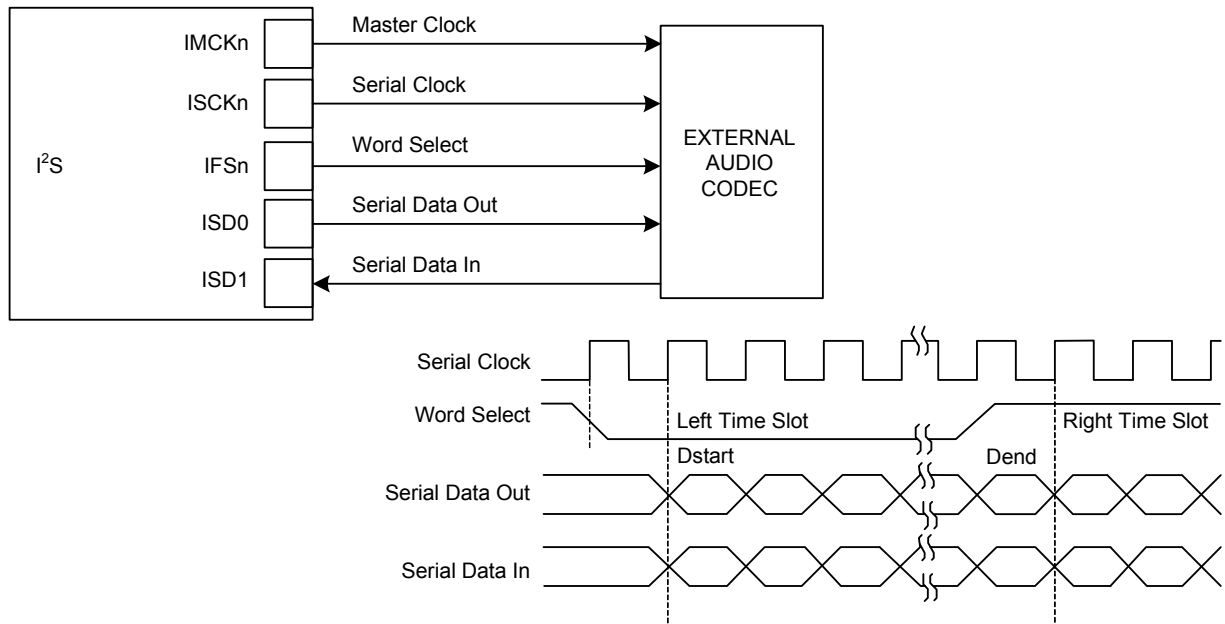 I²S
IMCKn
ISCKn
IFSn
ISD0
ISD1
Master Clock
Serial Clock
Word Select
Serial Data Out
Serial Data In
EXTERNAL
AUDIO
CODEC
Serial Clock
Word Select
Left Time Slot
Right Time Slot
Dstart
Dend
Serial Data Out
Serial Data In